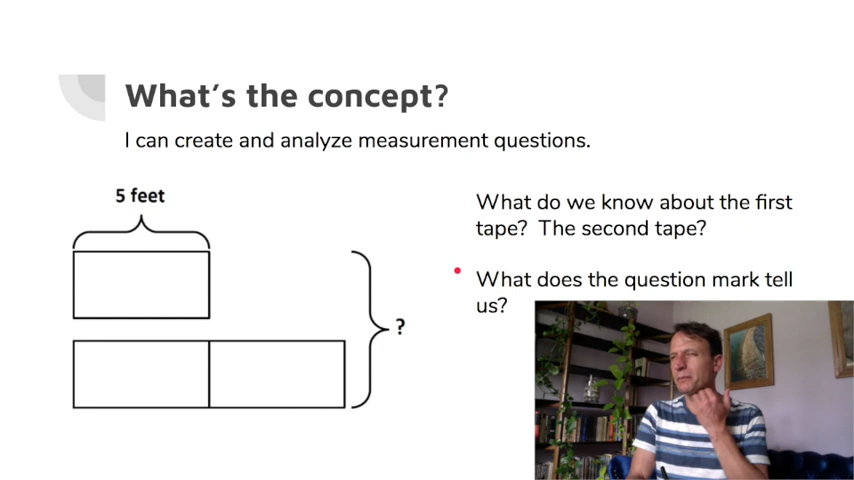 What's the concept?
I can create and analyze measurement questions.
5 feet
?
What do we know about the first
tape? The second tape?
What does the question mark tell
us?